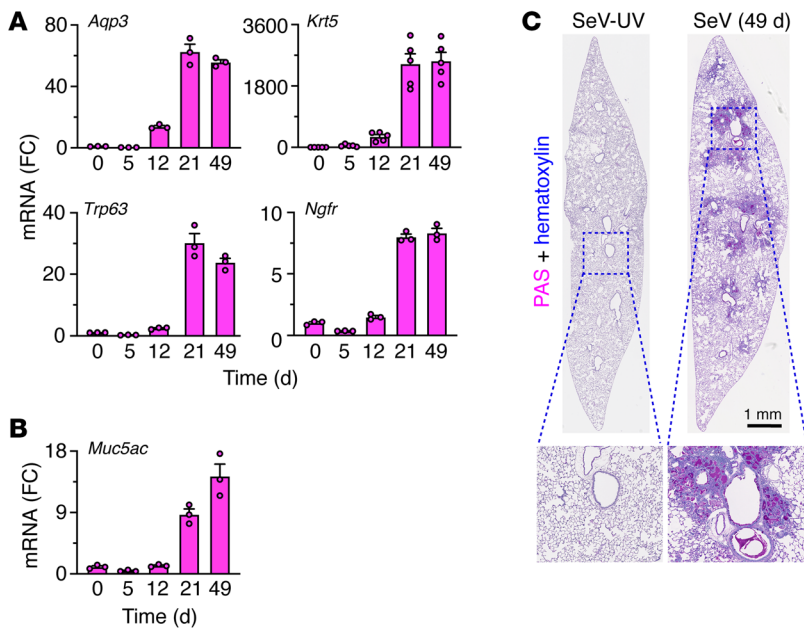 A
Aqp3
80
60
40
20
0
0 5 12 21 49
Krt5
3600
1800
0
0 5 12 21 49
mRNA (FC)
Trp63
60
40
20
0
0 5 12 21 49
Ngfr
10
5
0
0 5 12 21 49
Time (d)
B
Muc5ac
mRNA (FC)
18
9
0
0 5 12 21 49
Time (d)
C
SeV-UV
SeV (49 d)
PAS + hematoxylin
1 mm